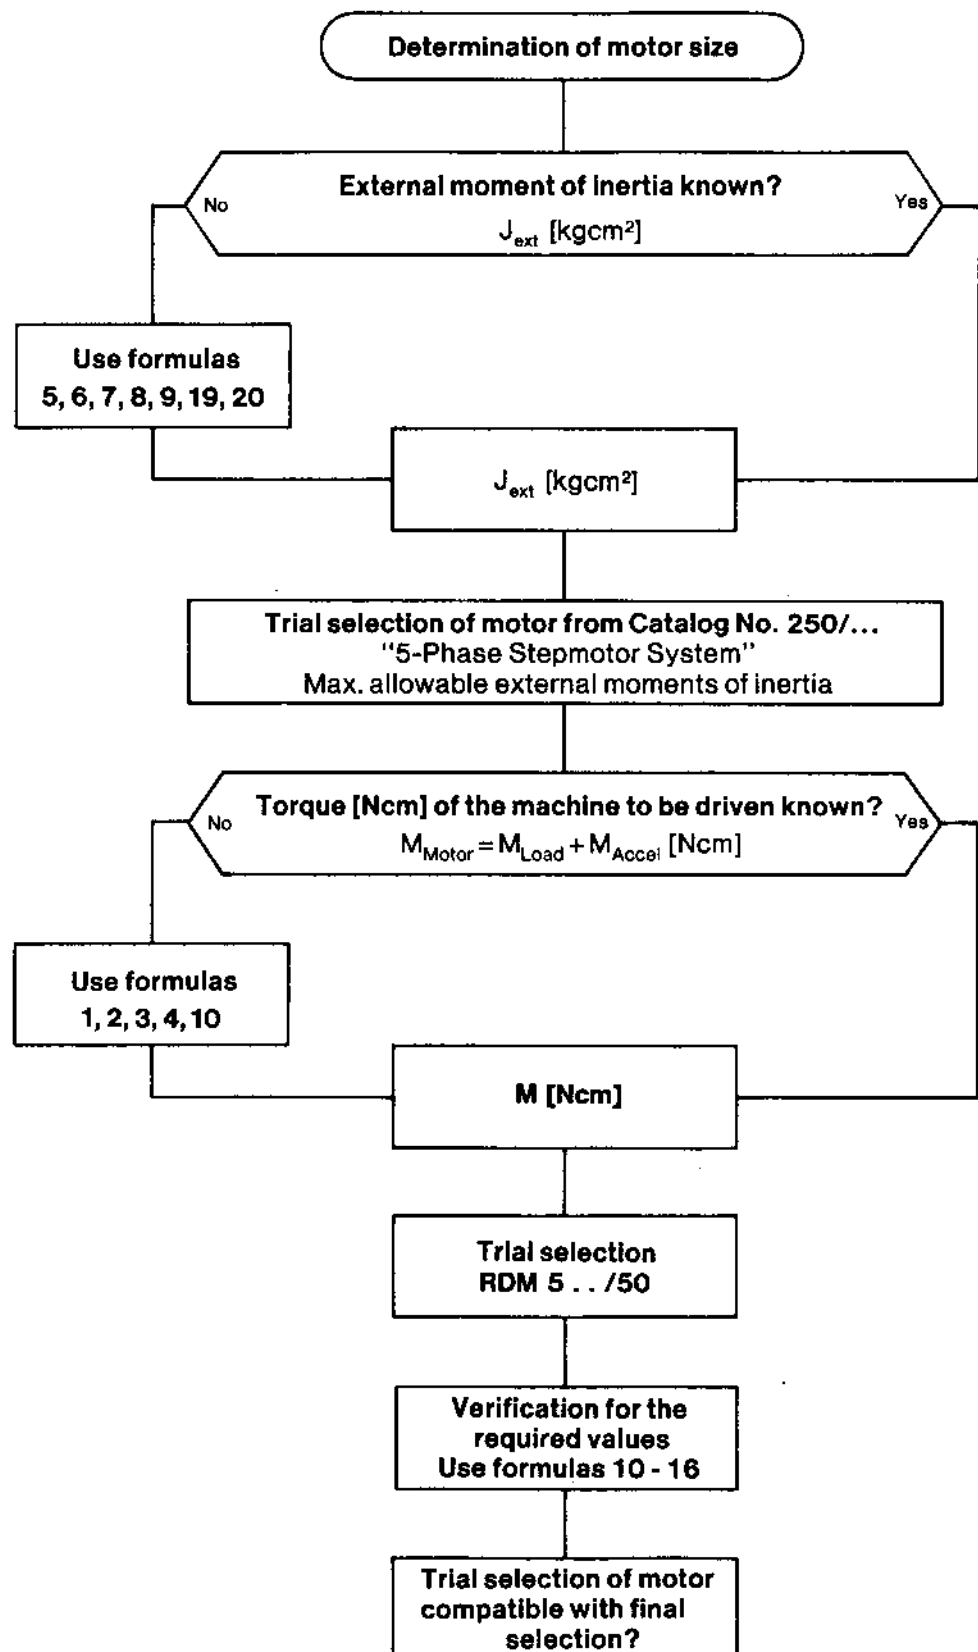 Determination of motor size
External moment of inertia known?
No
Yes
J_ext [kgcm²]
Use formulas
5, 6, 7, 8, 9, 19, 20
J_ext [kgcm²]
Trial selection of motor from Catalog No. 250/...
"5-Phase Stepmotor System"
Max. allowable external moments of inertia
Torque [Ncm] of the machine to be driven known?
No
Yes
M_Motor = M_Load + M_Accel [Ncm]
Use formulas
1, 2, 3, 4, 10
M [Ncm]
Trial selection
RDM 5 . . /50
Verification for the
required values
Use formulas 10 - 16
Trial selection of motor
compatible with final
selection?